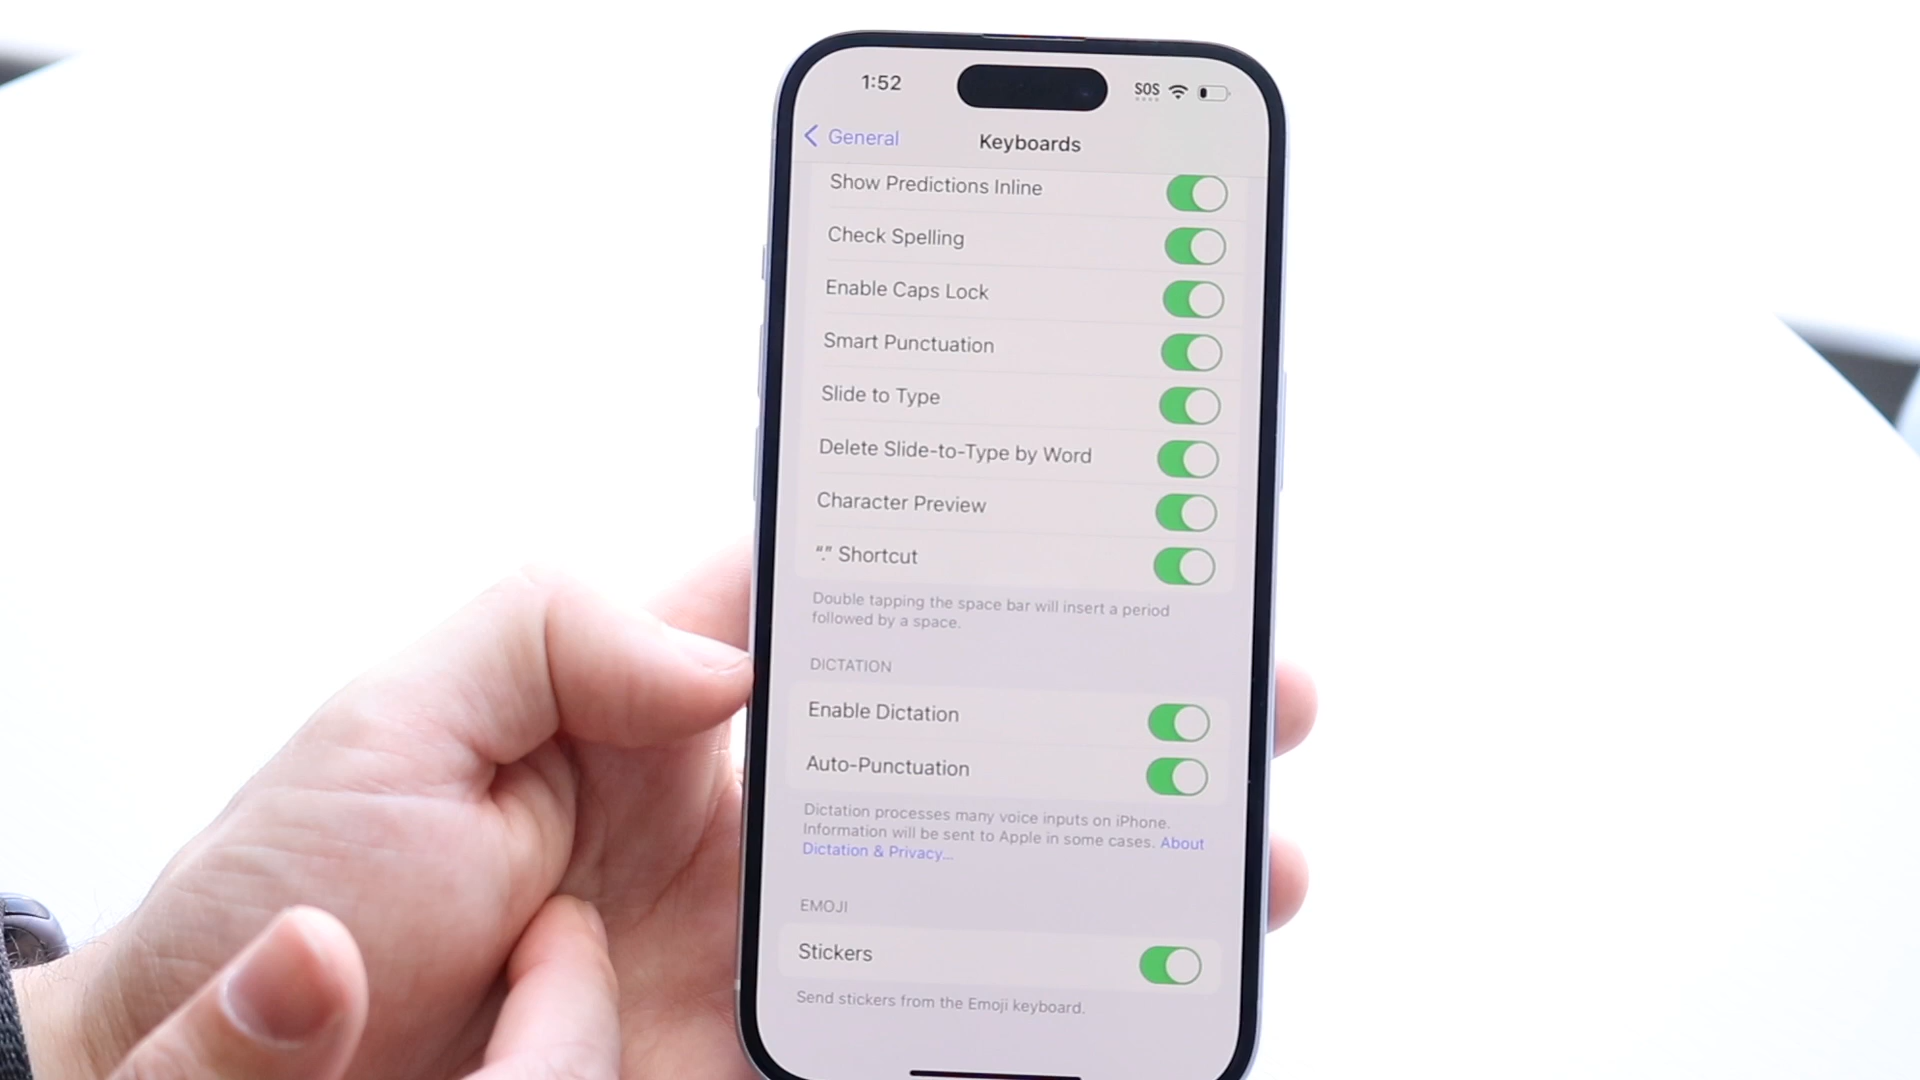 1:52
SOS
General
Keyboards
Show Predictions Inline
Check Spelling
Enable Caps Lock
Smart Punctuation
Slide to Type
Delete Slide-to-Type by Word
Character Preview
“.” Shortcut
Double tapping the space bar will insert a period
followed by a space.
DICTATION
Enable Dictation
Auto-Punctuation
Dictation processes many voice inputs on iPhone.
Information will be sent to Apple in some cases. About
Dictation & Privacy...
EMOJI
Stickers
Send stickers from the Emoji keyboard.